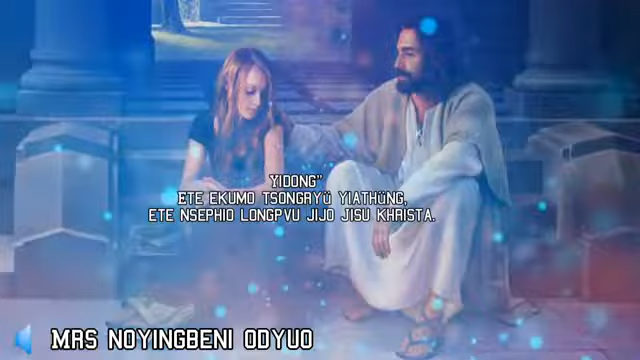 YIDONG"
ETE EKUMO TSONGRYÜ YIATHÜNG,
ETE NSEPHIO LONGPVU JIJO JISU KHRISTA.
MRS NOYINGBENI ODYUO